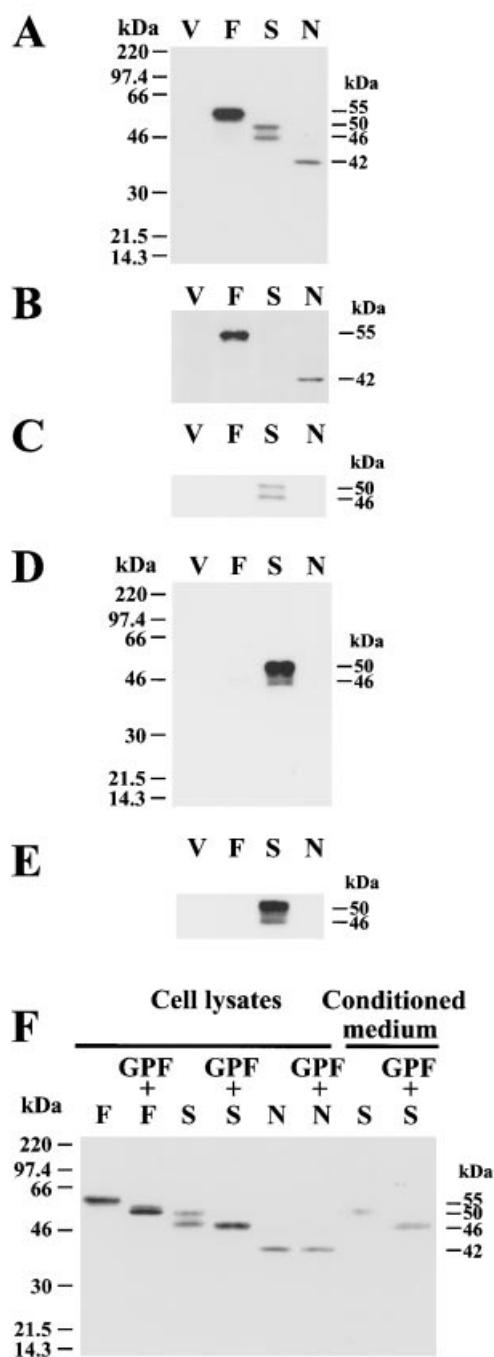 A
kDa V F S N
220
97.4
66
46
30
21.5
14.3
kDa
55
50
46
42
B
V F S N
kDa
55
42
C
V F S N
kDa
50
46
D
kDa V F S N
220
97.4
66
46
30
21.5
14.3
kDa
50
46
E
V F S N
kDa
50
46
F
Cell lysates
Conditioned
medium
GPF GPF GPF GPF
+ + + +
kDa F F S S N N S S
220
97.4
66
46
30
21.5
14.3
kDa
55
50
46
42